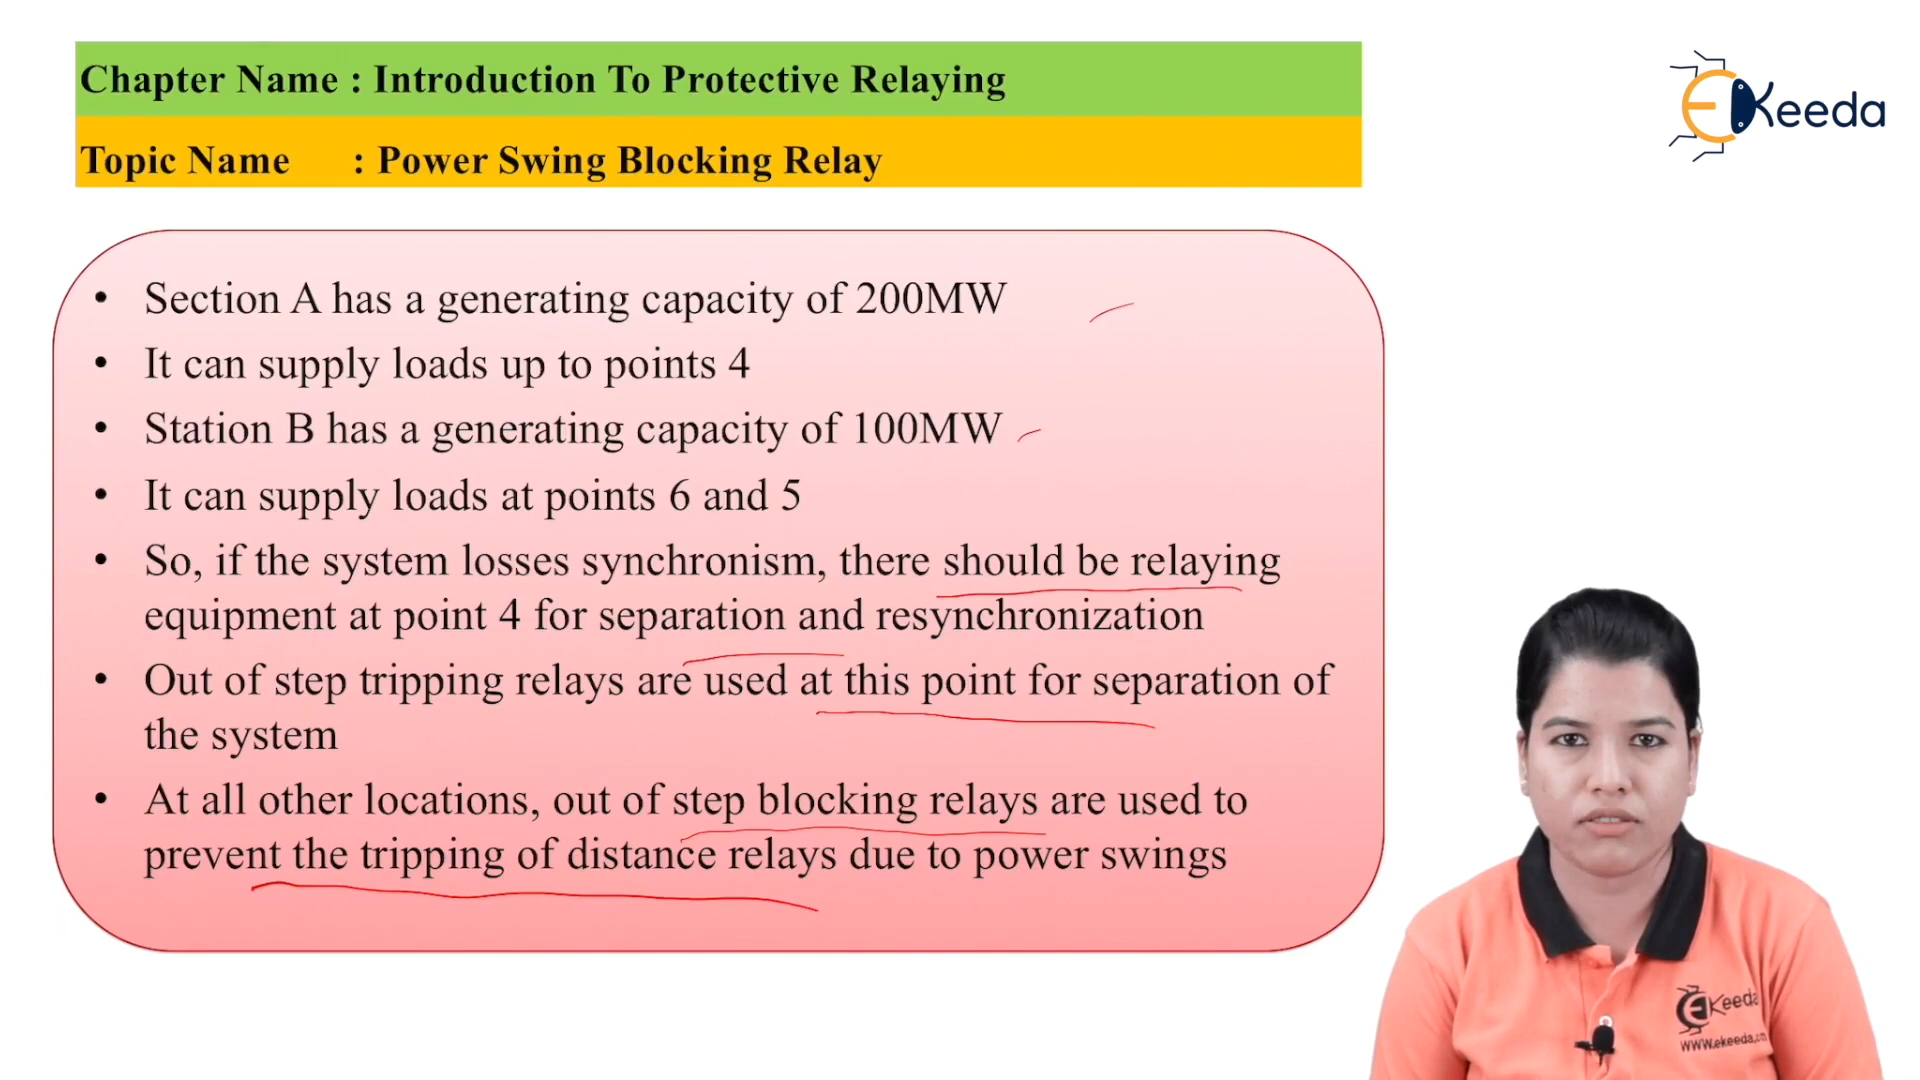 Chapter Name : Introduction To Protective Relaying
Topic Name : Power Swing Blocking Relay
EKeeda
• Section A has a generating capacity of 200MW
• It can supply loads up to points 4
• Station B has a generating capacity of 100MW
• It can supply loads at points 6 and 5
• So, if the system losses synchronism, there should be relaying
equipment at point 4 for separation and resynchronization
• Out of step tripping relays are used at this point for separation of
the system
• At all other locations, out of step blocking relays are used to
prevent the tripping of distance relays due to power swings
EKeeda
www.ekeeda.com